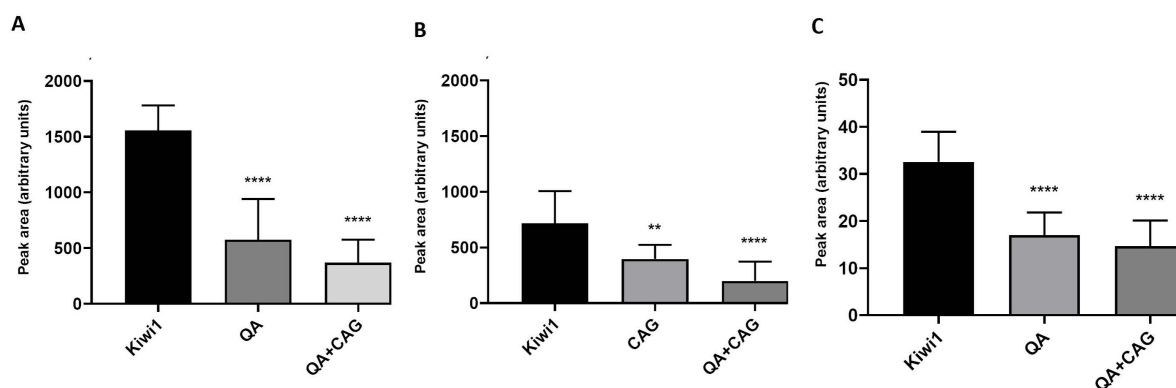 A
Peak area (arbitrary units)
2000
1500
1000
500
0
****
****
Kiwi1
QA
QA+CAG
B
Peak area (arbitrary units)
2000
1500
1000
500
0
**
****
Kiwi1
CAG
QA+CAG
C
Peak area (arbitrary units)
50
40
30
20
10
0
****
****
Kiwi1
QA
QA+CAG